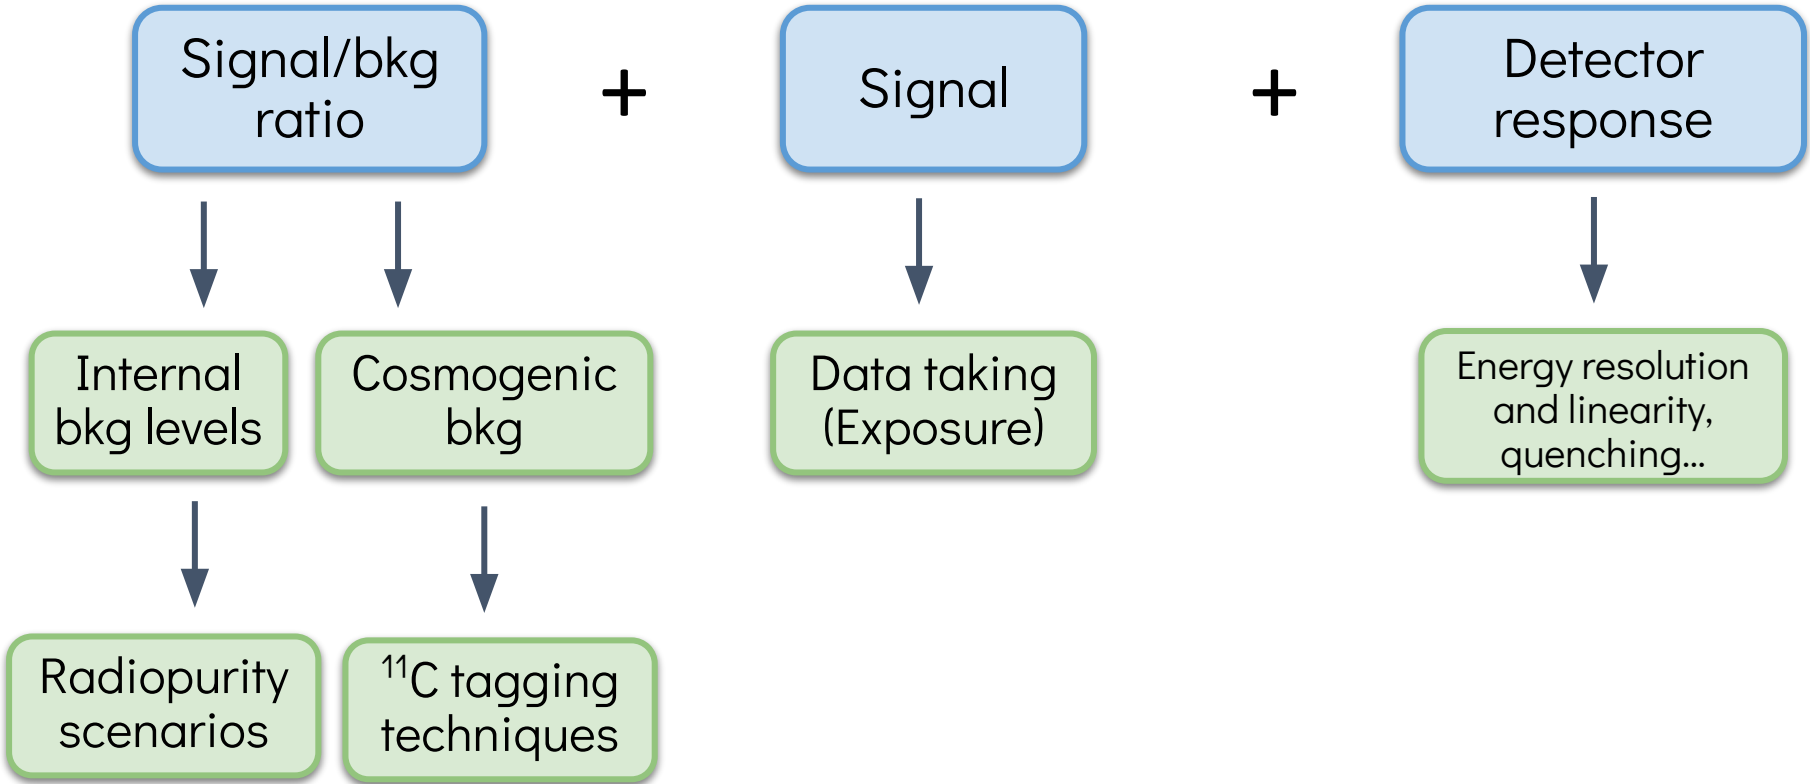 Signal/bkg
ratio
+
Signal
+
Detector
response
Internal
bkg levels
Cosmogenic
bkg
Data taking
(Exposure)
Energy resolution
and linearity,
quenching...
Radiopurity
scenarios
¹¹C tagging
techniques